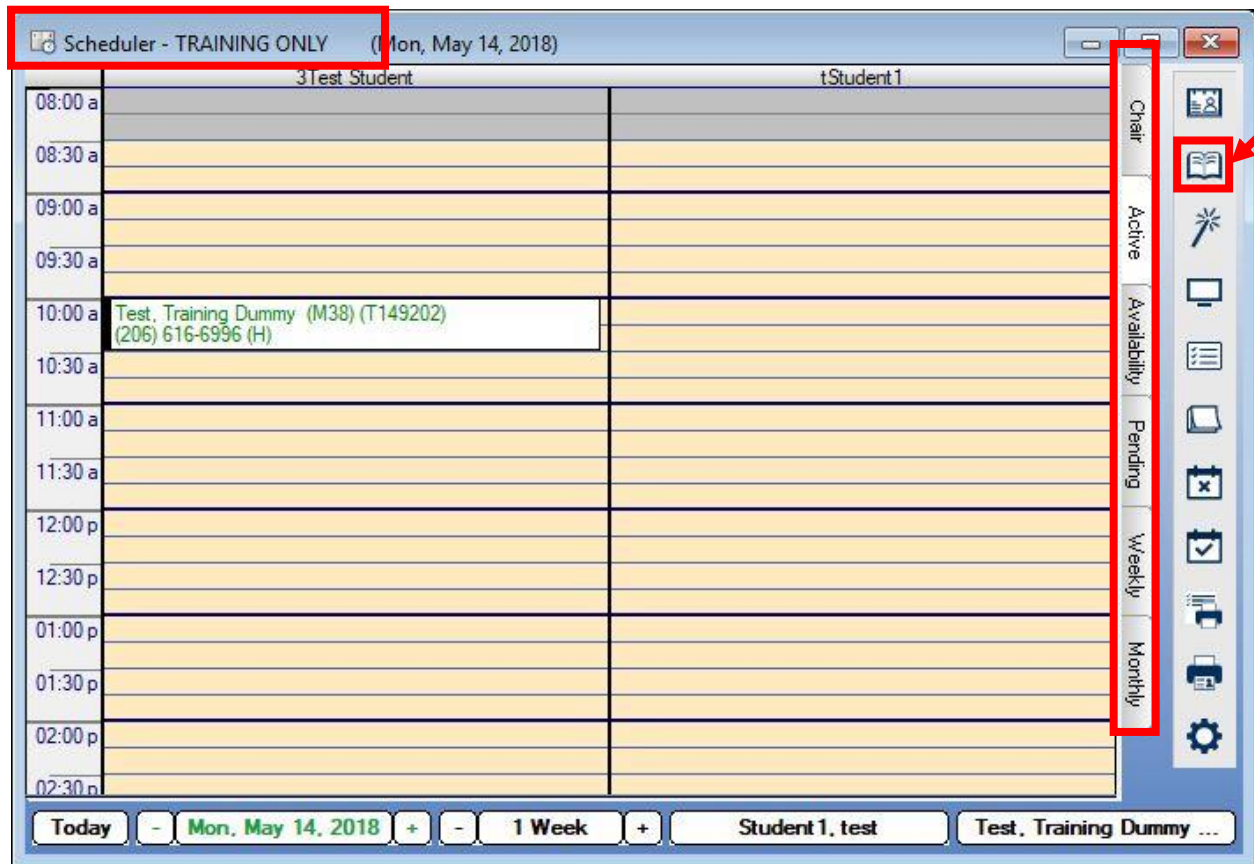 Scheduler - TRAINING ONLY (Mon, May 14, 2018)
3Test Student tStudent1
08:00 a
08:30 a
09:00 a
09:30 a
10:00 a Test, Training Dummy (M38) (T149202)
(206) 616-6996 (H)
10:30 a
11:00 a
11:30 a
12:00 p
12:30 p
01:00 p
01:30 p
02:00 p
02:30 p
Chair
Active
Availability
Pending
Weekly
Monthly
Today - Mon, May 14, 2018 + - 1 Week + Student1, test Test, Training Dummy ...